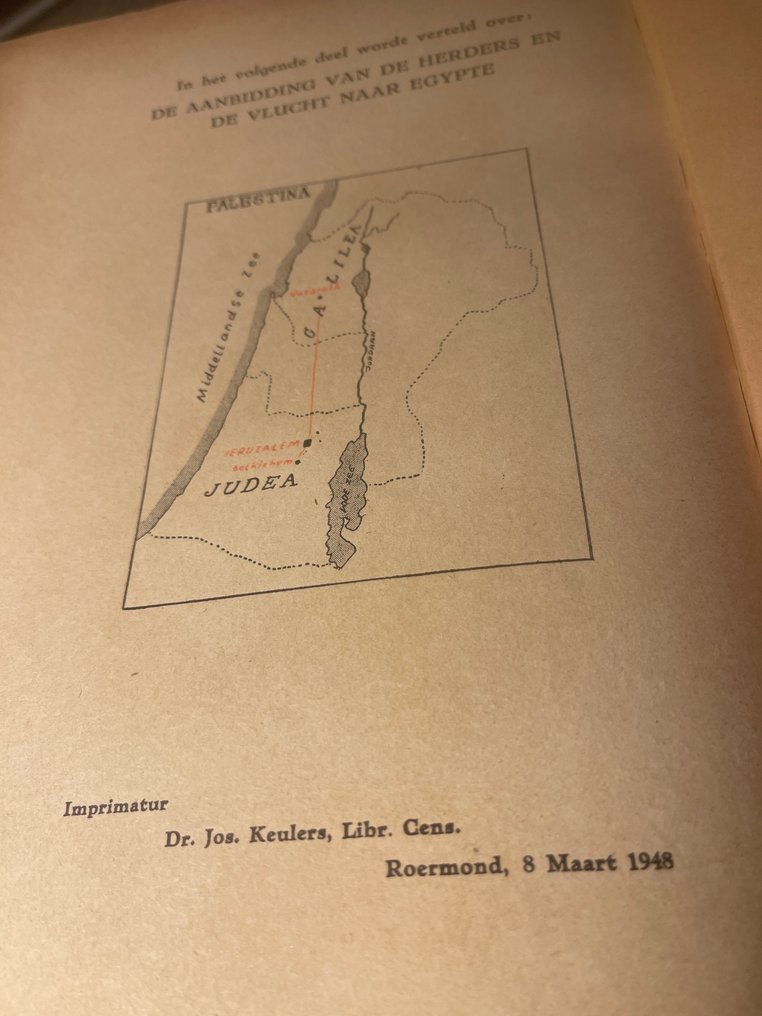 In het volgende deel worde verteld over:
DE AANBIDDING VAN DE HERDERS EN
DE VLUCHT NAAR EGYPTE
PALESTINA
Middellandse Zee
GALILEA
Nazareth
JORDAAN
JERUZALEM
Bethlehem
JUDEA
DODE ZEE
Imprimatur
Dr. Jos. Keulers, Libr. Cens.
Roermond, 8 Maart 1948